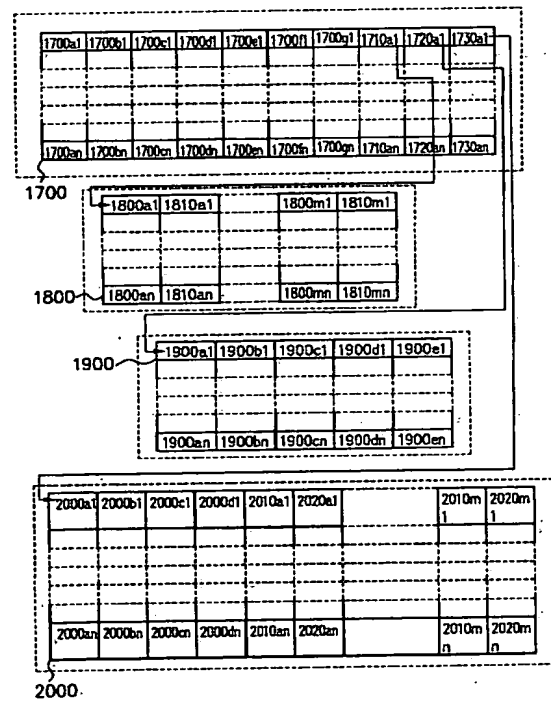 1700a1 1700b1 1700c1 1700d1 1700e1 1700f1 1700g1 1710a1 1720a1 1730a1
1700an 1700bn 1700cn 1700dn 1700en 1700fn 1700gn 1710an 1720an 1730an
1700
1800a1 1810a1 1800m1 1810m1
1800 1800an 1810an 1800mn 1810mn
1900 1900a1 1900b1 1900c1 1900d1 1900e1
1900an 1900bn 1900cn 1900dn 1900en
2000a1 2000b1 2000c1 2000d1 2010a1 2020a1 2010m 2020m
1 1
2000an 2000bn 2000cn 2000dn 2010an 2020an 2010m 2020m
n n
2000